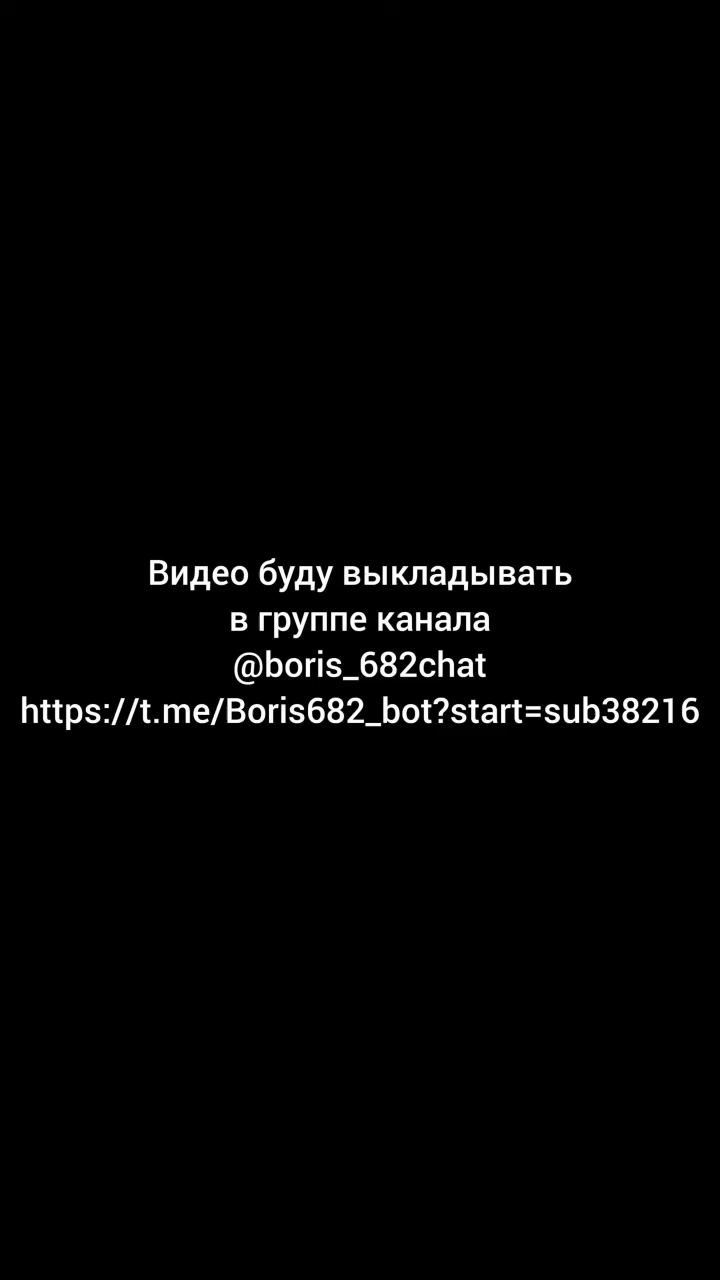 Видео буду выкладывать
в группе канала
@boris_682chat
https://t.me/Boris682_bot?start=sub38216